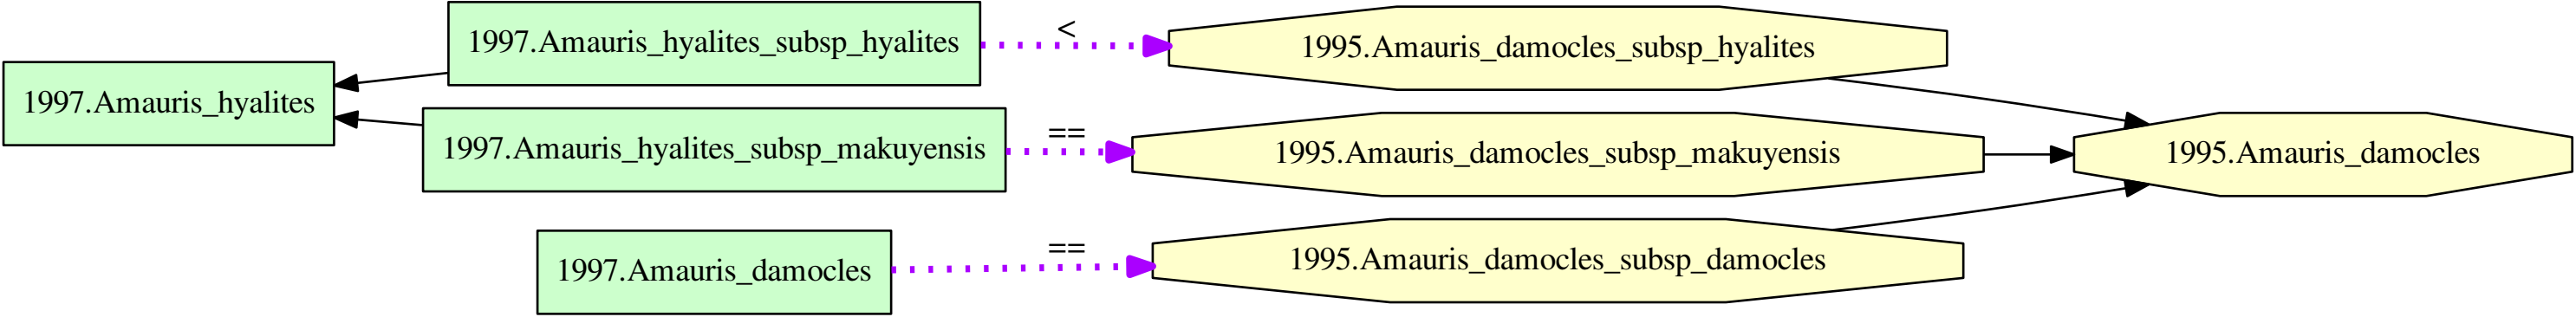 1997.Amauris_hyalites
1997.Amauris_hyalites_subsp_hyalites
<
1995.Amauris_damocles_subsp_hyalites
1997.Amauris_hyalites_subsp_makuyensis
==
1995.Amauris_damocles_subsp_makuyensis
1995.Amauris_damocles
1997.Amauris_damocles
==
1995.Amauris_damocles_subsp_damocles